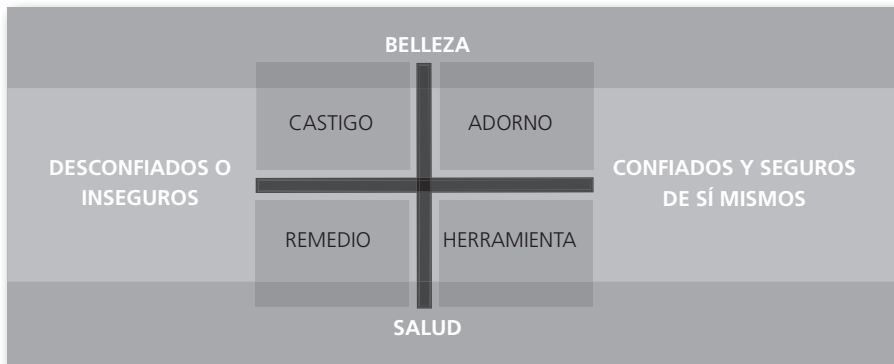 BELLEZA
CASTIGO
ADORNO
DESCONFIADOS O
INSEGUROS
CONFIADOS Y SEGUROS
DE SÍ MISMOS
REMEDIO
HERRAMIENTA
SALUD